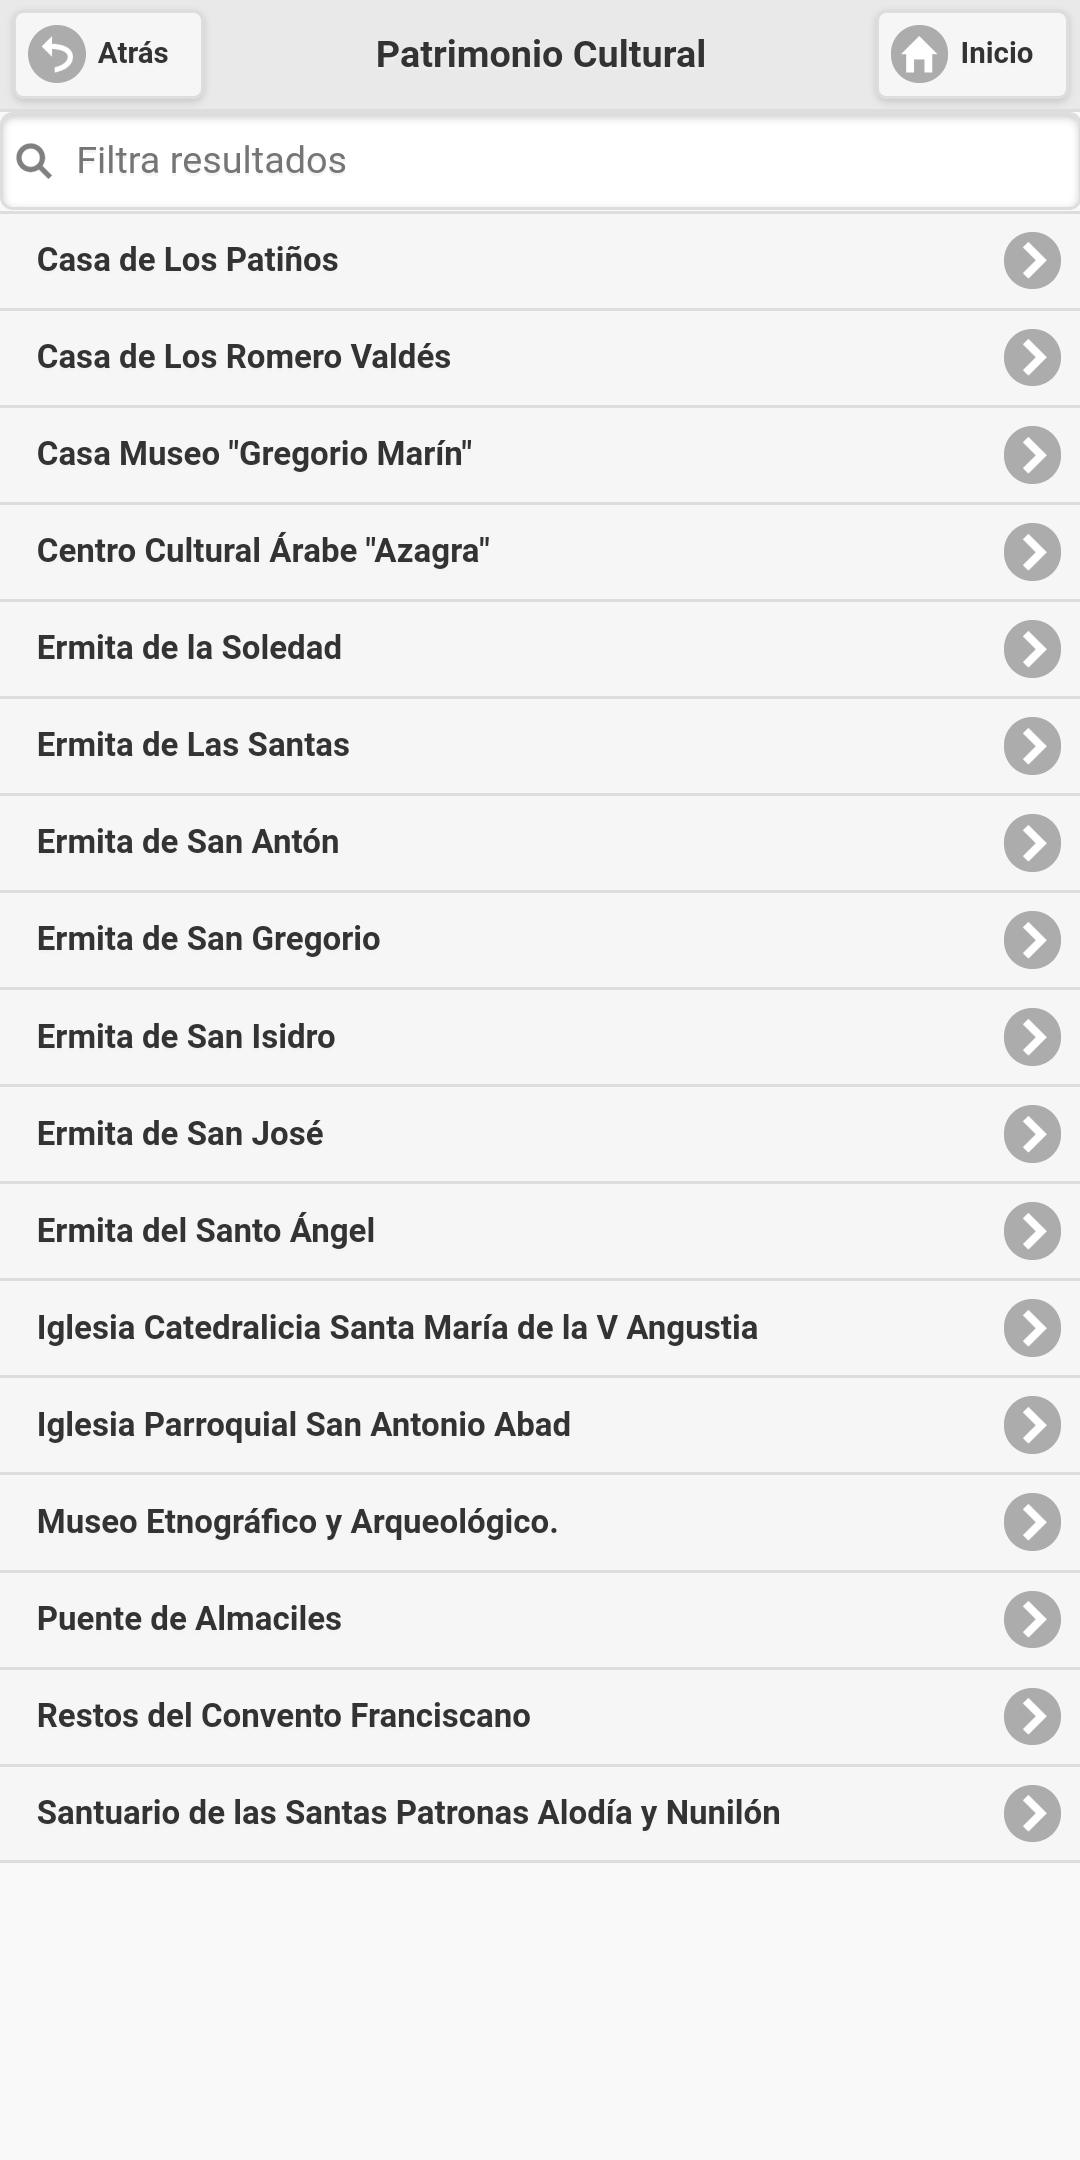 Atrás
Patrimonio Cultural
Inicio
Filtra resultados
Casa de Los Patiños
Casa de Los Romero Valdés
Casa Museo "Gregorio Marín"
Centro Cultural Árabe "Azagra"
Ermita de la Soledad
Ermita de Las Santas
Ermita de San Antón
Ermita de San Gregorio
Ermita de San Isidro
Ermita de San José
Ermita del Santo Ángel
Iglesia Catedralicia Santa María de la V Angustia
Iglesia Parroquial San Antonio Abad
Museo Etnográfico y Arqueológico.
Puente de Almaciles
Restos del Convento Franciscano
Santuario de las Santas Patronas Alodía y Nunilón